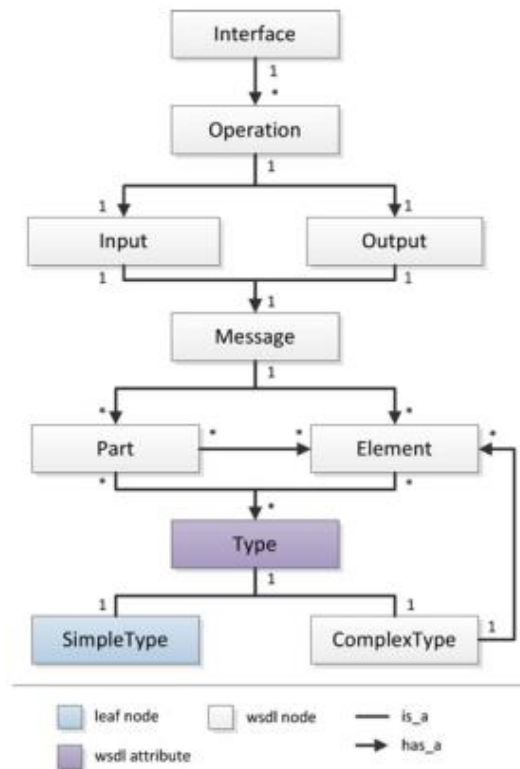 Interface
1
*
Operation
1
1 1
Input Output
1 1
1
Message
1
* *
Part * * Element *
* *
*
Type
1
1 1
SimpleType ComplexType 1
leaf node wsdl node is_a
wsdl attribute has_a